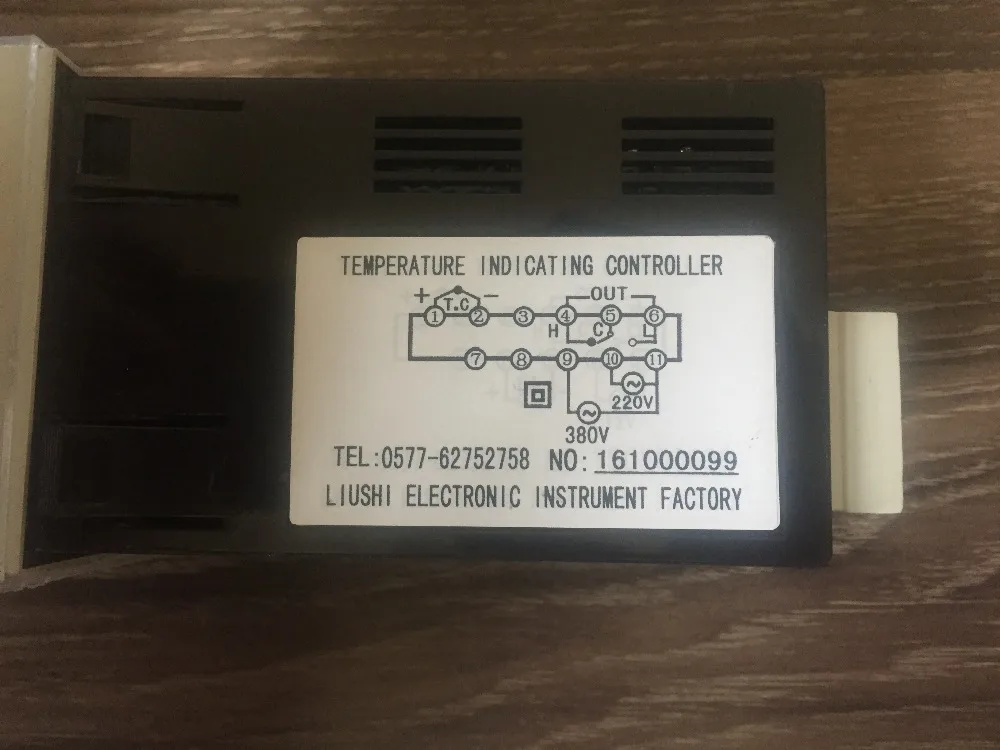 TEMPERATURE INDICATING CONTROLLER
+ T.C − OUT
① ② ③ ④ ⑤ ⑥
H C L
⑦ ⑧ ⑨ ⑩ ⑪
220V
380V
TEL:0577-62752758 NO: 161000099
LIUSHI ELECTRONIC INSTRUMENT FACTORY